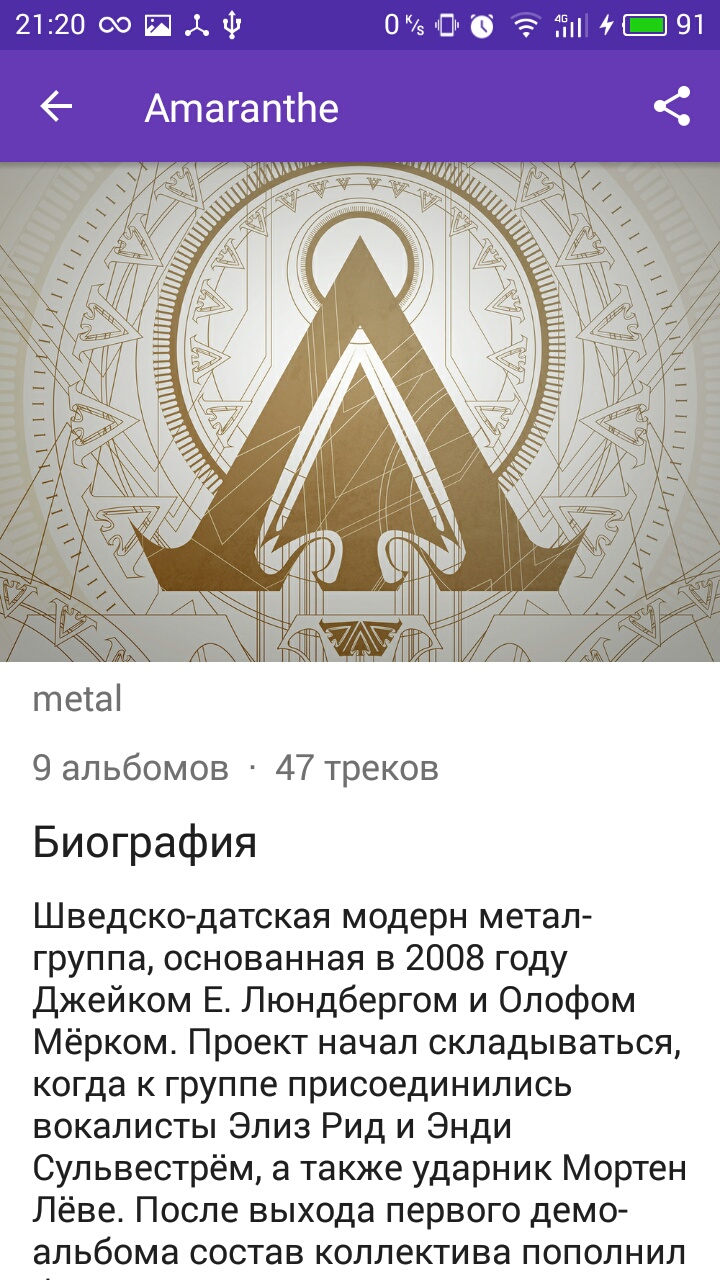 21:20
0 K/s 4G 91
Amaranthe
metal
9 альбомов · 47 треков
Биография
Шведско-датская модерн метал-
группа, основанная в 2008 году
Джейком Е. Люндбергом и Олофом
Мёрком. Проект начал складываться,
когда к группе присоединились
вокалисты Элиз Рид и Энди
Сульвестрём, а также ударник Мортен
Лёве. После выхода первого демо-
альбома состав коллектива пополнил